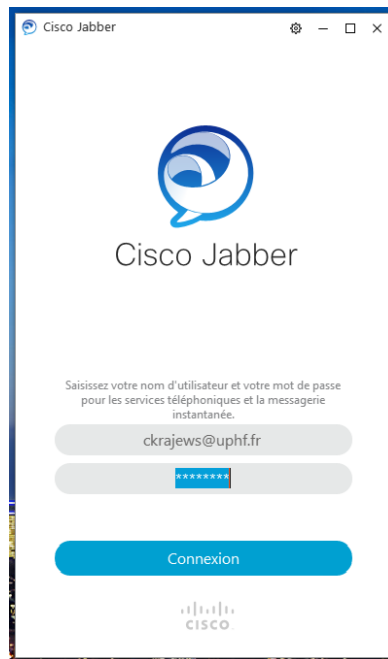 Cisco Jabber
Cisco Jabber
Saisissez votre nom d'utilisateur et votre mot de passe
pour les services téléphoniques et la messagerie
instantanée.
ckrajews@uphf.fr
********
Connexion
CISCO.